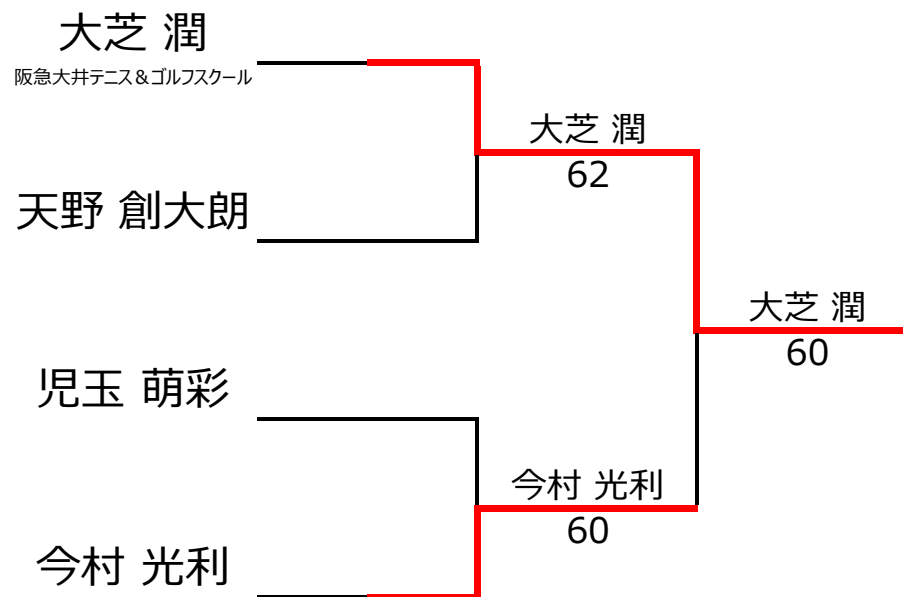 大芝 潤
阪急大井テニス＆ゴルフスクール
大芝 潤
62
天野 創大朗
大芝 潤
60
児玉 萌彩
今村 光利
60
今村 光利